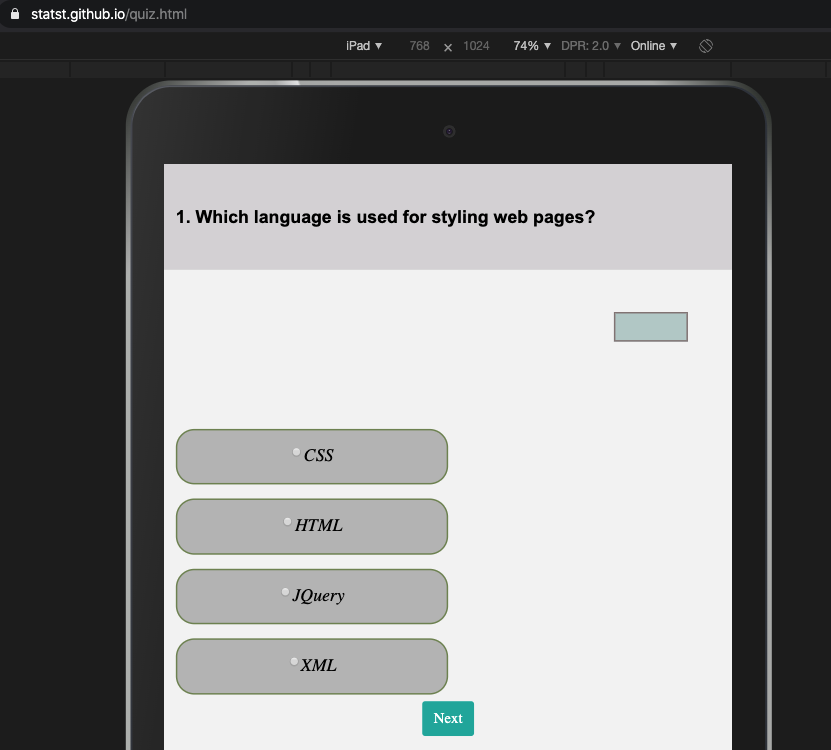 statst.github.io/quiz.html
iPad ▼ 768 × 1024 74% ▼ DPR: 2.0 ▼ Online ▼
1. Which language is used for styling web pages?
CSS
HTML
JQuery
XML
Next